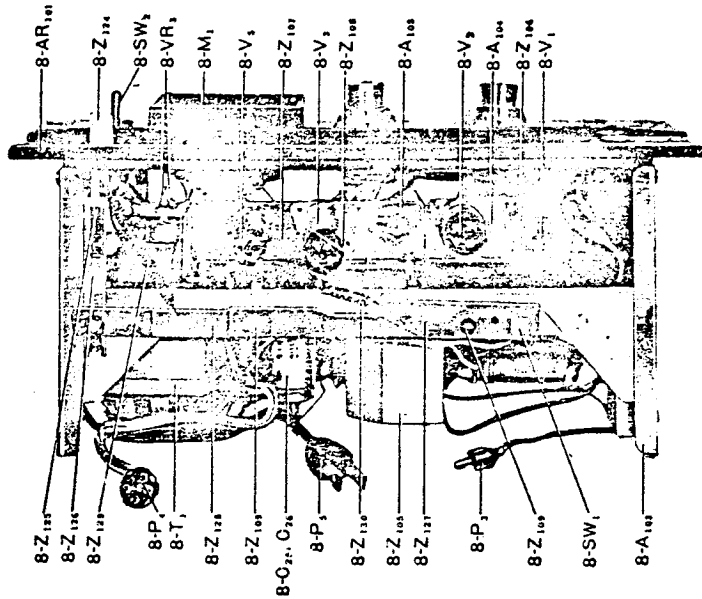 8-AR₁₀₁
8-Z₁₂₄
8-SW₂
8-VR₃
8-M₁
8-V₅
8-Z₁₀₇
8-V₃
8-Z₁₀₈
8-A₁₀₅
8-V₂
8-A₁₀₄
8-Z₁₀₆
8-V₁
8-Z₁₂₅
8-Z₁₂₆
8-Z₁₂₉
8-P₄
8-T₁
8-Z₁₂₈
8-Z₁₀₉
8-C₂₅, C₂₆
8-P₅
8-Z₁₃₀
8-Z₁₀₅
8-Z₁₂₇
8-P₃
8-Z₁₀₉
8-SW₁
8-A₁₀₂